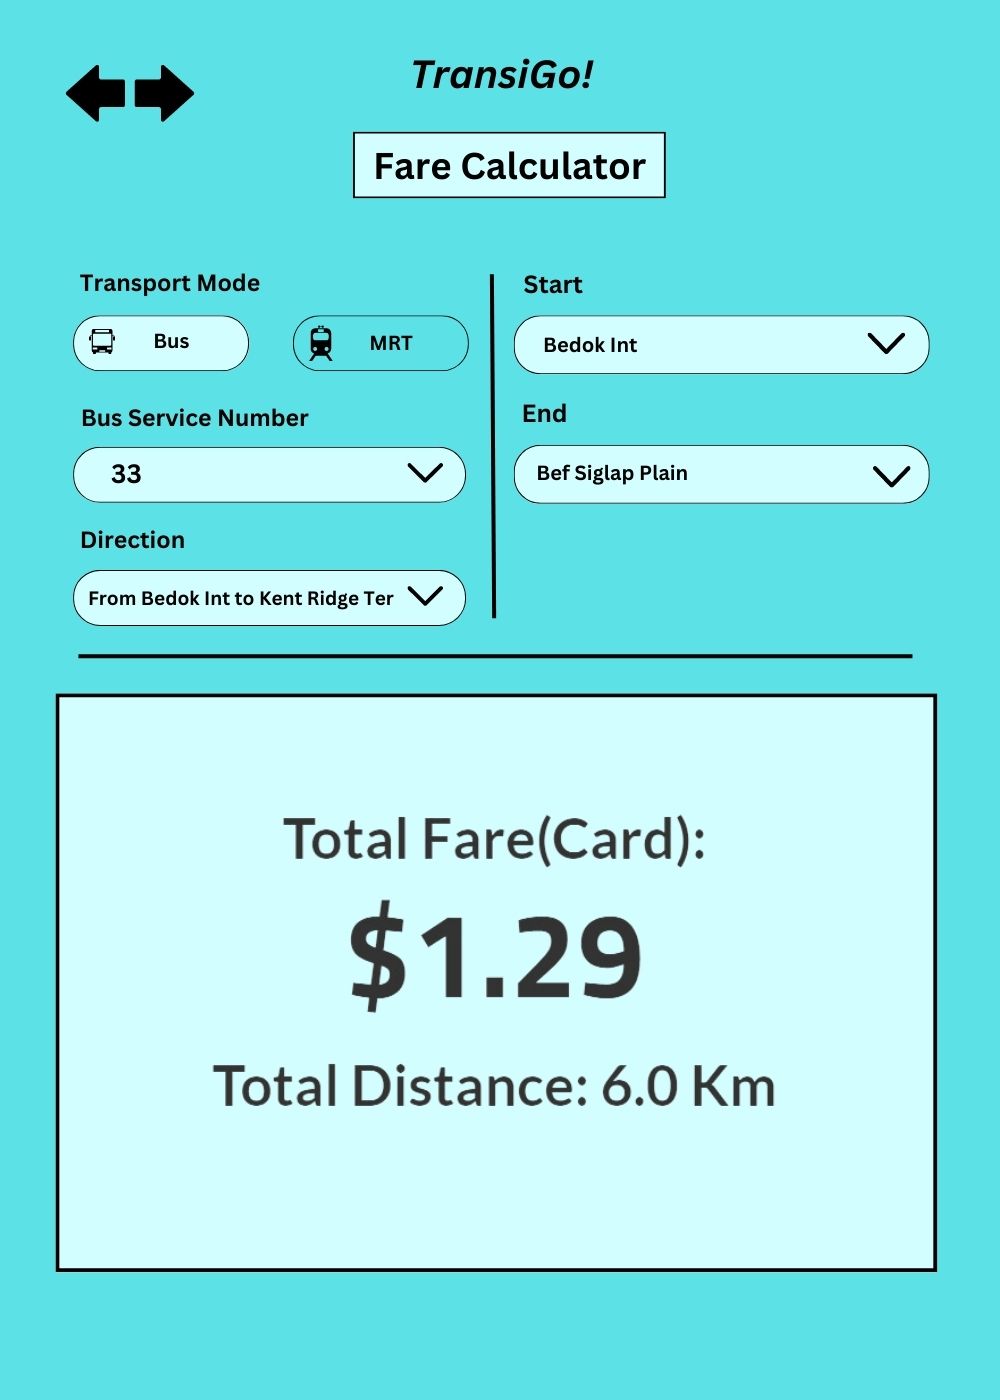 TransiGo!
Fare Calculator
Transport Mode
Bus
MRT
Bus Service Number
33
Direction
From Bedok Int to Kent Ridge Ter
Start
Bedok Int
End
Bef Siglap Plain
Total Fare(Card):
$1.29
Total Distance: 6.0 Km